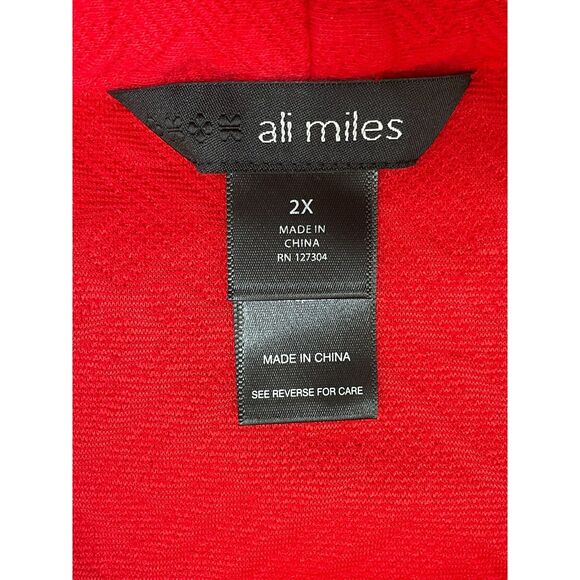 ali miles
2X
MADE IN
CHINA
RN 127304
MADE IN CHINA
SEE REVERSE FOR CARE